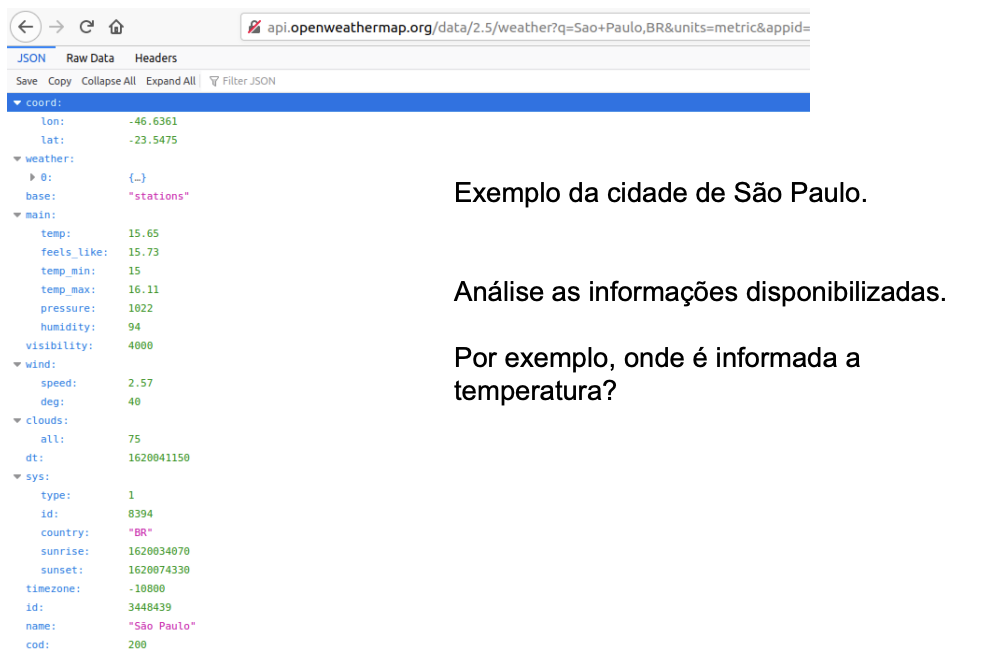 api.openweathermap.org/data/2.5/weather?q=Sao+Paulo,BR&units=metric&appid=
JSON Raw Data Headers
Save Copy Collapse All Expand All Filter JSON
coord:
lon: -46.6361
lat: -23.5475
weather:
0: {…}
base: "stations"
main:
temp: 15.65
feels_like: 15.73
temp_min: 15
temp_max: 16.11
pressure: 1022
humidity: 94
visibility: 4000
wind:
speed: 2.57
deg: 40
clouds:
all: 75
dt: 1620041150
sys:
type: 1
id: 8394
country: "BR"
sunrise: 1620034070
sunset: 1620074330
timezone: -10800
id: 3448439
name: "São Paulo"
cod: 200
Exemplo da cidade de São Paulo.
Análise as informações disponibilizadas.
Por exemplo, onde é informada a
temperatura?